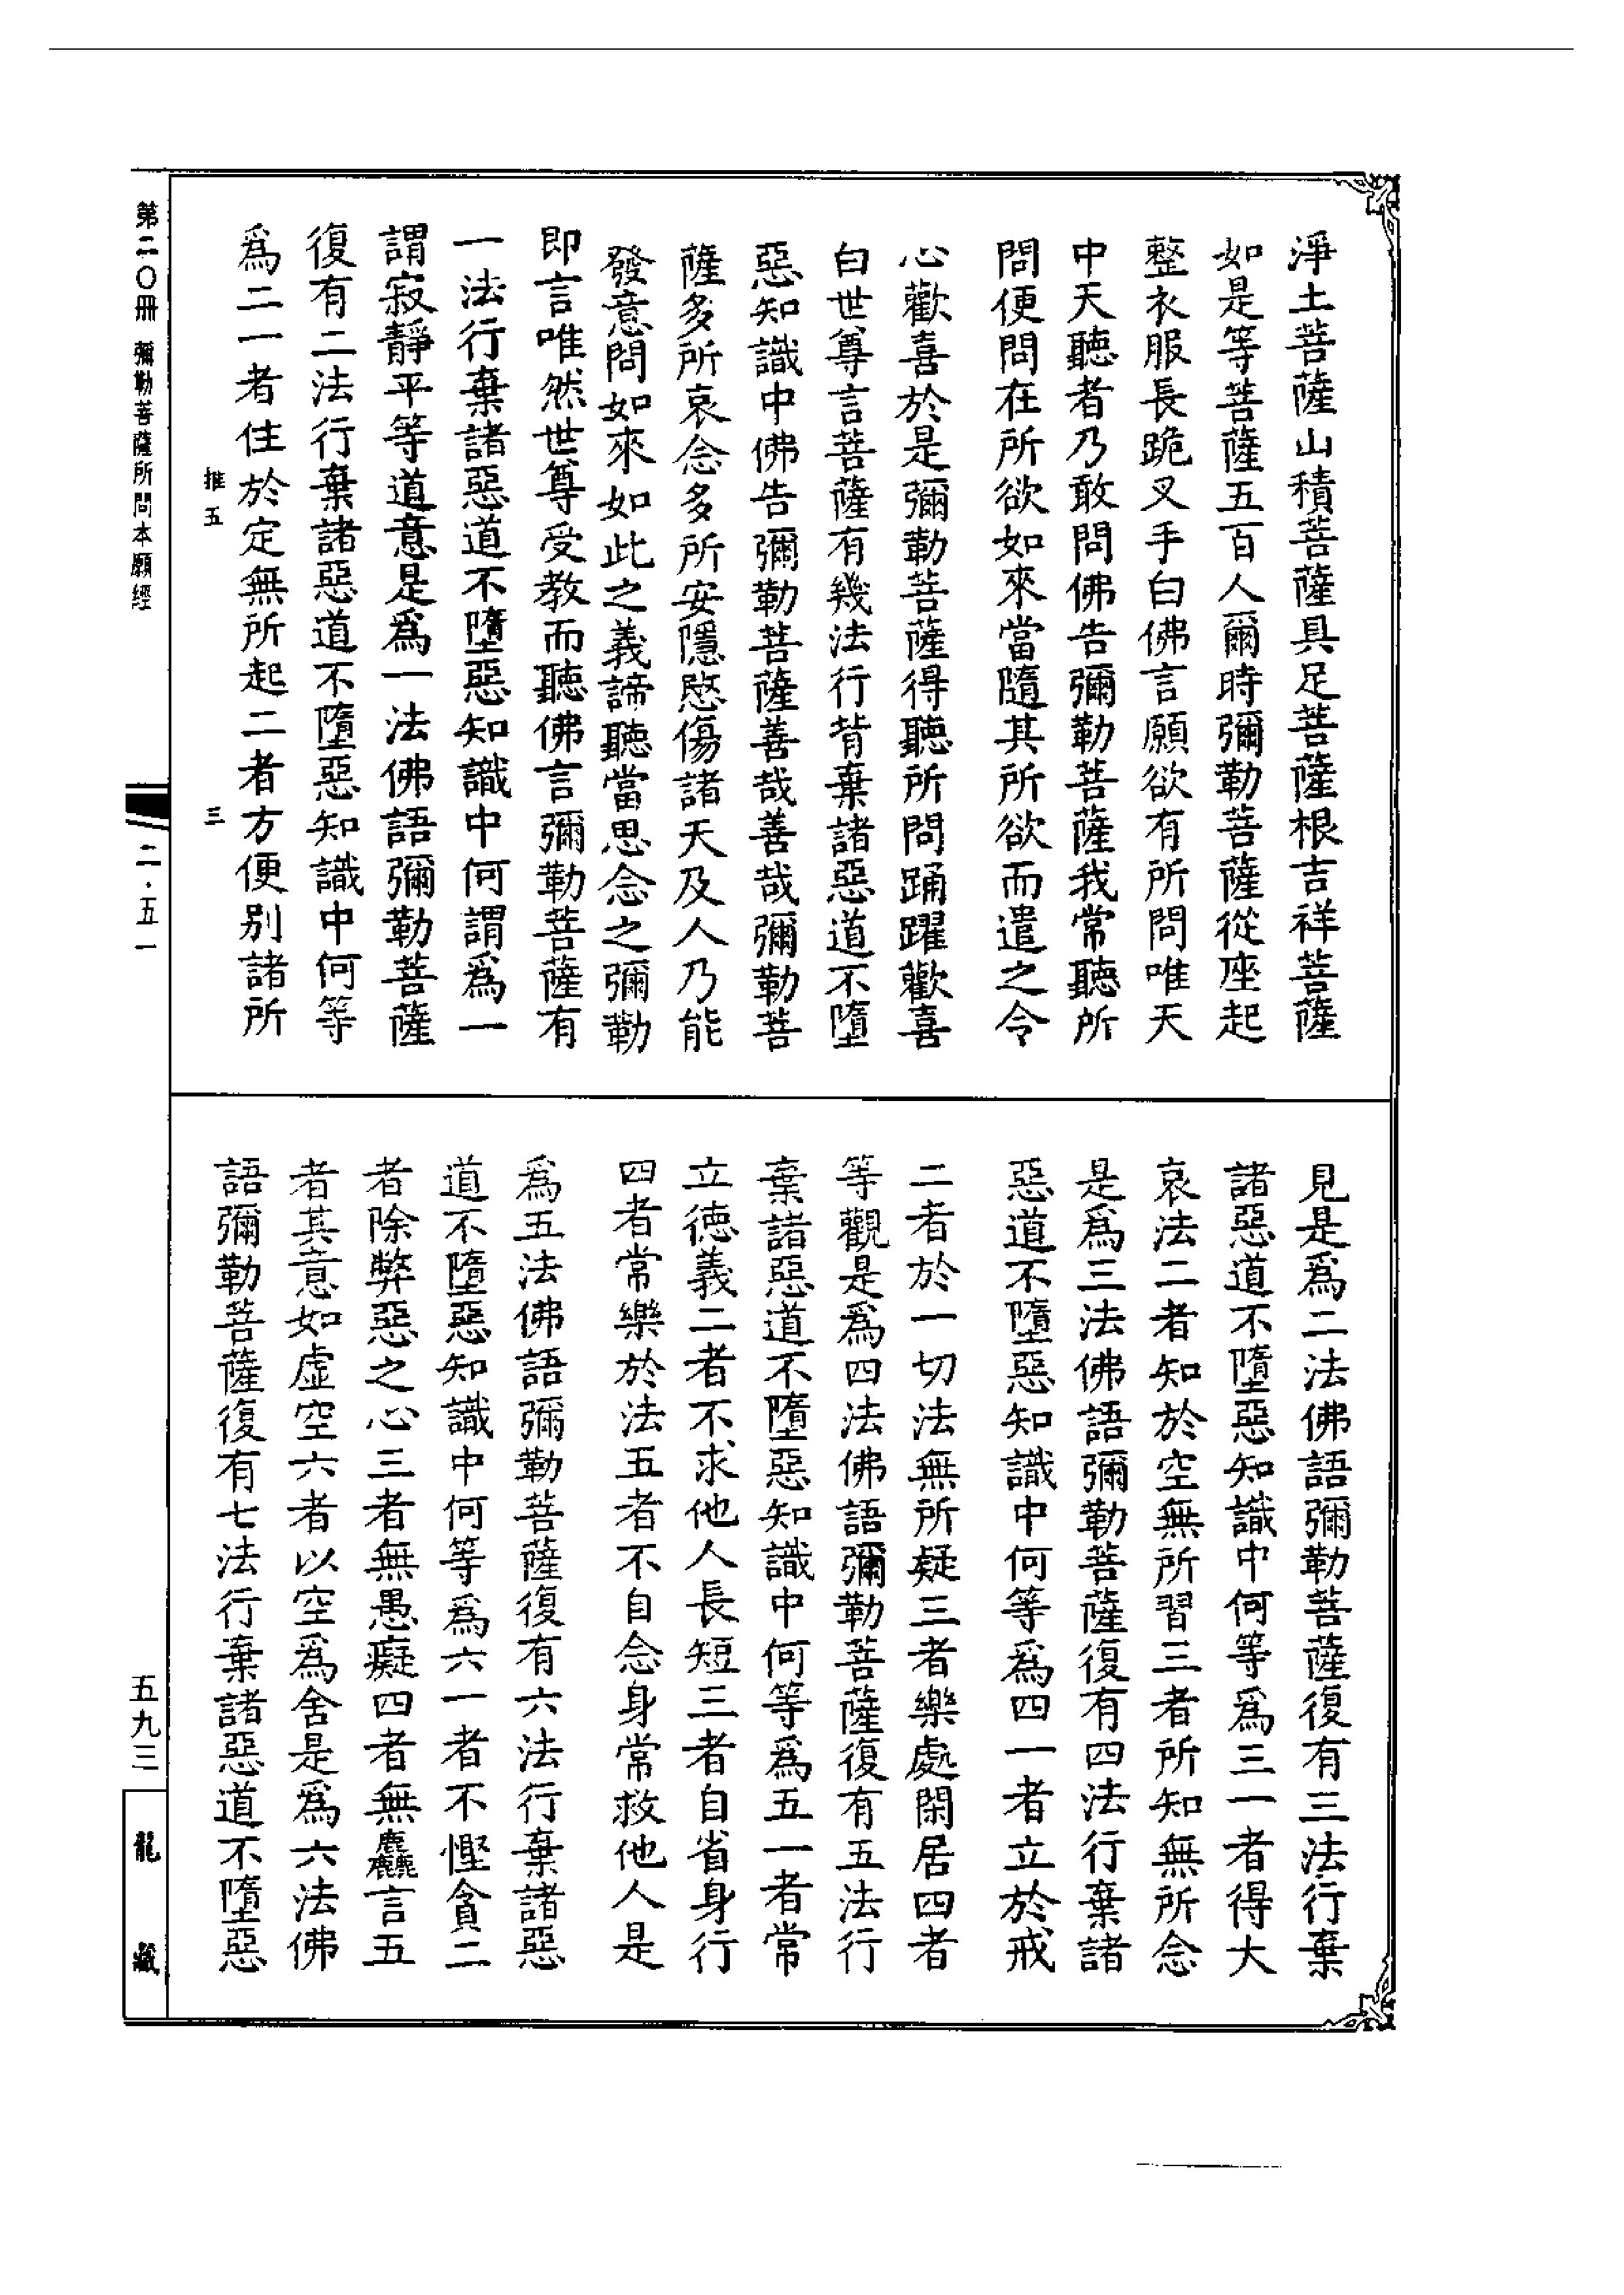 淨土菩薩山積菩薩具足菩薩根吉祥菩薩
如是等菩薩五百人爾時彌勒菩薩從座起
整衣服長跪叉手白佛言願欲有所問唯天
中天聽者乃敢問佛告彌勒菩薩我常聽所
問便問在所欲如來當隨其所欲而遣之令
心歡喜於是彌勒菩薩得聽所問踊躍歡喜
白世尊言菩薩有幾法行背棄諸惡道不墮
惡知識中佛告彌勒菩薩善哉善哉彌勒菩
薩多所哀念多所安隱愍傷諸天及人乃能
發意問如來如此之義諦聽當思念之彌勒
即言唯然世尊受教而聽佛言彌勒菩薩有
一法行棄諸惡道不墮惡知識中何謂爲一
謂寂靜平等道意是爲一法佛語彌勒菩薩
復有二法行棄諸惡道不墮惡知識中何等
爲二一者住於定無所起二者方便別諸所
推五
三
見是爲二法佛語彌勒菩薩復有三法行棄
諸惡道不墮惡知識中何等爲三一者得大
哀法二者知於空無所習三者所知無所念
是爲三法佛語彌勒菩薩復有四法行棄諸
惡道不墮惡知識中何等爲四一者立於戒
二者於一切法無所疑三者樂處閑居四者
等觀是爲四法佛語彌勒菩薩復有五法行
棄諸惡道不墮惡知識中何等爲五一者常
立德義二者不求他人長短三者自省身行
四者常樂於法五者不自念身常救他人是
爲五法佛語彌勒菩薩復有六法行棄諸惡
道不墮惡知識中何等爲六一者不慳貪二
者除弊惡之心三者無愚癡四者無麤言五
者其意如虛空六者以空爲舍是爲六法佛
語彌勒菩薩復有七法行棄諸惡道不墮惡
第二〇冊 彌勒菩薩所問本願經
二·五一
五九三
龍藏